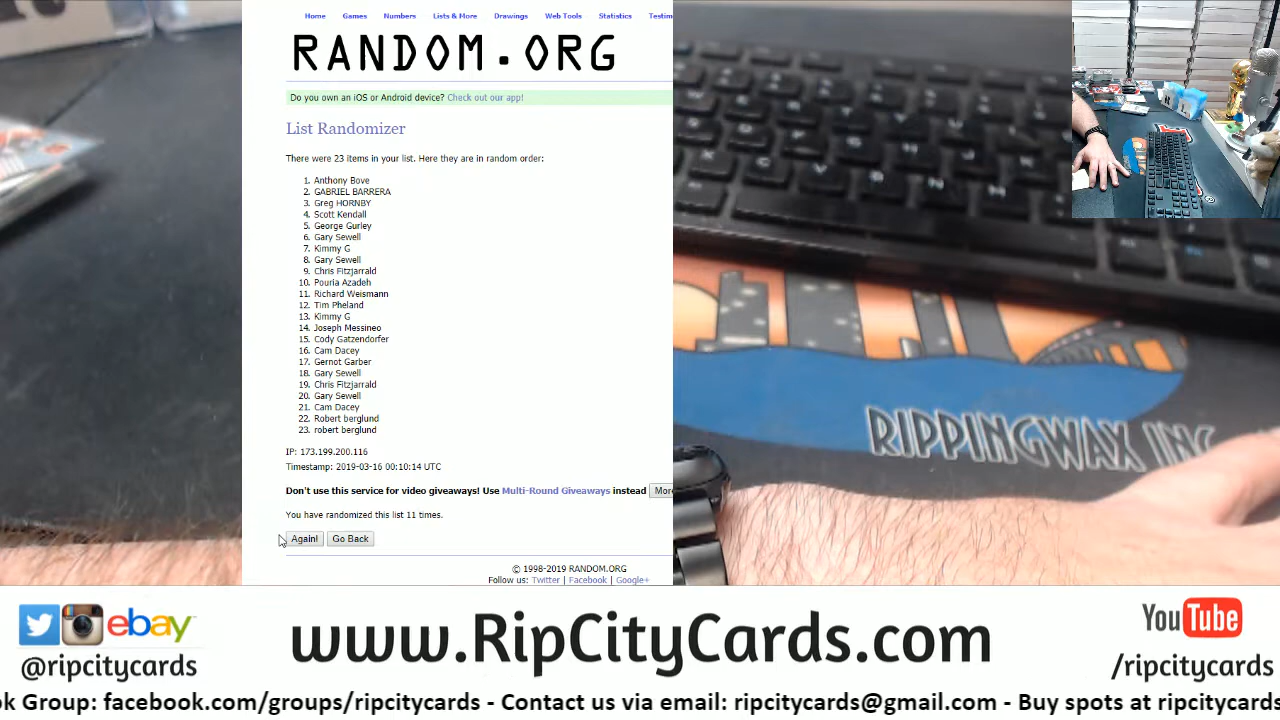 Home Games Numbers Lists & More Drawings Web Tools Statistics Testim
RANDOM.ORG
Do you own an iOS or Android device? Check out our app!
List Randomizer
There were 23 items in your list. Here they are in random order:
1. Anthony Bove
2. GABRIEL BARRERA
3. Greg HORNBY
4. Scott Kendall
5. George Gurley
6. Gary Sewell
7. Kimmy G
8. Gary Sewell
9. Chris Fitzjarrald
10. Pouria Azadeh
11. Richard Weismann
12. Tim Pheland
13. Kimmy G
14. Joseph Messineo
15. Cody Gatzendorfer
16. Cam Dacey
17. Gernot Garber
18. Gary Sewell
19. Chris Fitzjarrald
20. Gary Sewell
21. Cam Dacey
22. Robert berglund
23. robert berglund
IP: 173.199.200.116
Timestamp: 2019-03-16 00:10:14 UTC
Don't use this service for video giveaways! Use Multi-Round Giveaways instead More
You have randomized this list 11 times.
Again! Go Back
© 1998-2019 RANDOM.ORG
Follow us: Twitter | Facebook | Google+
RIPPINGWAX INC
ebay
@ripcitycards
www.RipCityCards.com
YouTube
/ripcitycards
ok Group: facebook.com/groups/ripcitycards - Contact us via email: ripcitycards@gmail.com - Buy spots at ripcitycards